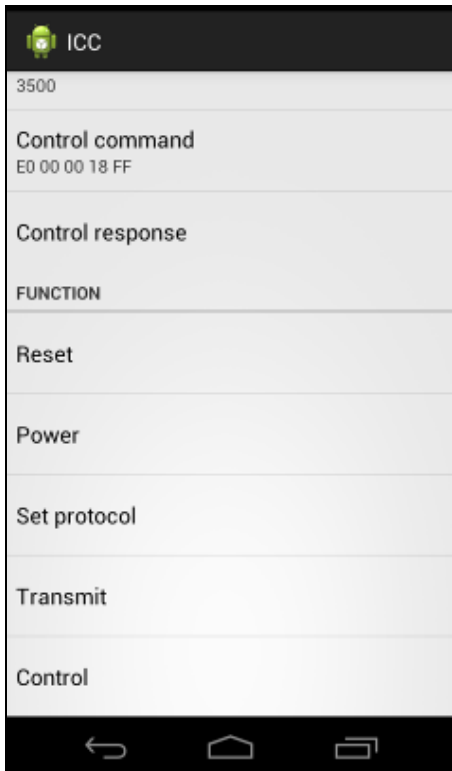 ICC
3500
Control command
E0 00 00 18 FF
Control response
FUNCTION
Reset
Power
Set protocol
Transmit
Control